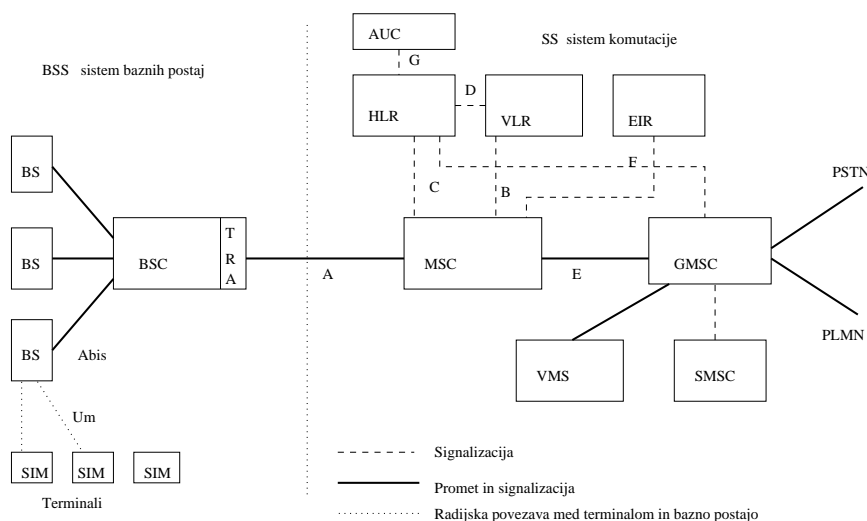 AUC
SS sistem komutacije
BSS sistem baznih postaj
G
D
HLR
VLR
EIR
BS
F
PSTN
C
B
T
BS
BSC
R
MSC
GMSC
A
A
E
PLMN
BS
Abis
VMS
SMSC
Um
Signalizacija
SIM
SIM
SIM
Promet in signalizacija
Terminali
Radijska povezava med terminalom in bazno postajo